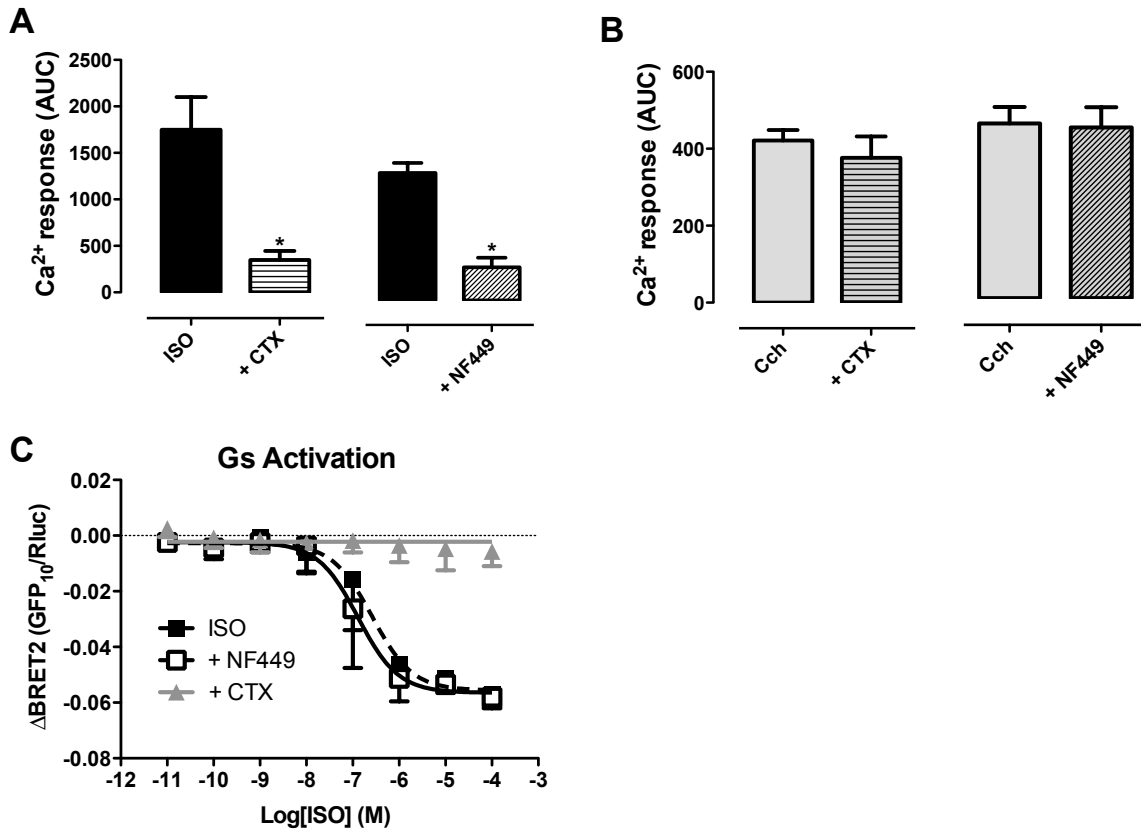 A
Ca²⁺ response (AUC)
2500
2000
1500
1000
500
0
*
*
ISO
+ CTX
ISO
+ NF449
B
Ca²⁺ response (AUC)
600
400
200
0
Cch
+ CTX
Cch
+ NF449
C
Gs Activation
ΔBRET2 (GFP₁₀/Rluc)
0.02
0.00
-0.02
-0.04
-0.06
-0.08
ISO
+ NF449
+ CTX
-12 -11 -10 -9 -8 -7 -6 -5 -4 -3
Log[ISO] (M)